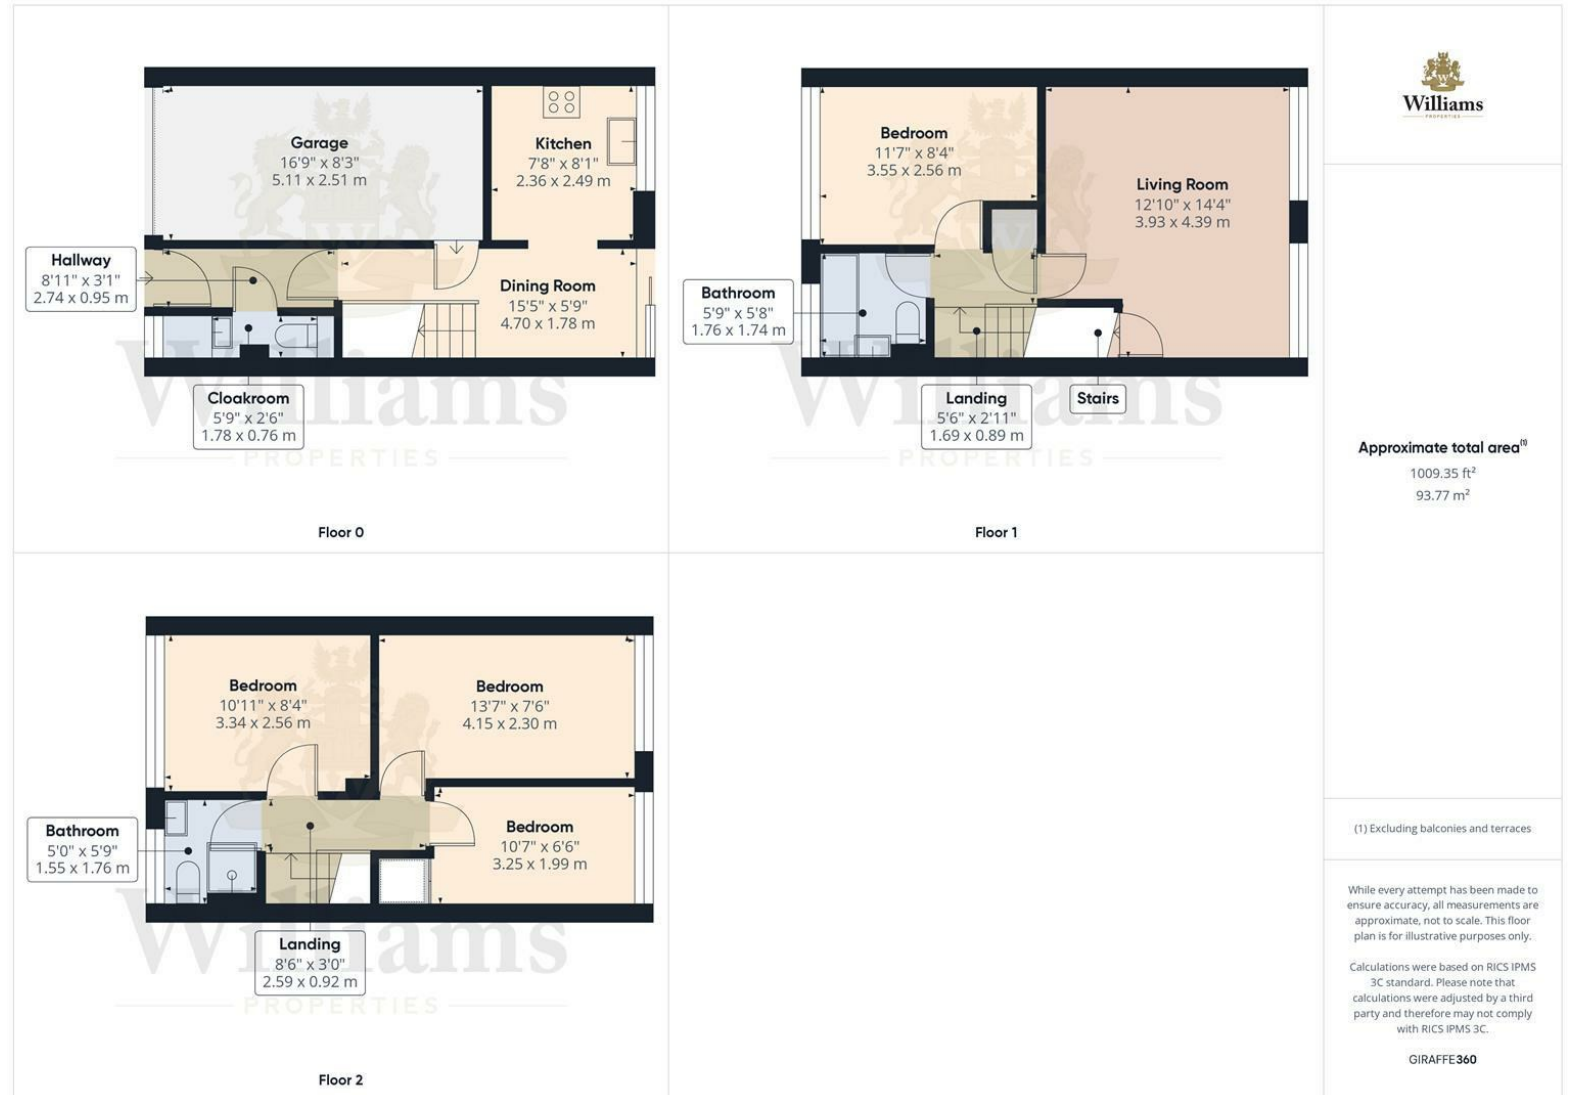 Garage
16'9" x 8'3"
5.11 x 2.51 m
Kitchen
7'8" x 8'1"
2.36 x 2.49 m
Hallway
8'11" x 3'1"
2.74 x 0.95 m
Dining Room
15'5" x 5'9"
4.70 x 1.78 m
Cloakroom
5'9" x 2'6"
1.78 x 0.76 m
Williams
PROPERTIES
Floor 0
Bedroom
11'7" x 8'4"
3.55 x 2.56 m
Living Room
12'10" x 14'4"
3.93 x 4.39 m
Bathroom
5'9" x 5'8"
1.76 x 1.74 m
Landing
5'6" x 2'11"
1.69 x 0.89 m
Stairs
Williams
PROPERTIES
Floor 1
Bedroom
10'11" x 8'4"
3.34 x 2.56 m
Bedroom
13'7" x 7'6"
4.15 x 2.30 m
Bathroom
5'0" x 5'9"
1.55 x 1.76 m
Bedroom
10'7" x 6'6"
3.25 x 1.99 m
Landing
8'6" x 3'0"
2.59 x 0.92 m
Williams
PROPERTIES
Floor 2
Williams
PROPERTIES
Approximate total area(1)
1009.35 ft²
93.77 m²
(1) Excluding balconies and terraces
While every attempt has been made to
ensure accuracy, all measurements are
approximate, not to scale. This floor
plan is for illustrative purposes only.
Calculations were based on RICS IPMS
3C standard. Please note that
calculations were adjusted by a third
party and therefore may not comply
with RICS IPMS 3C.
GIRAFFE360